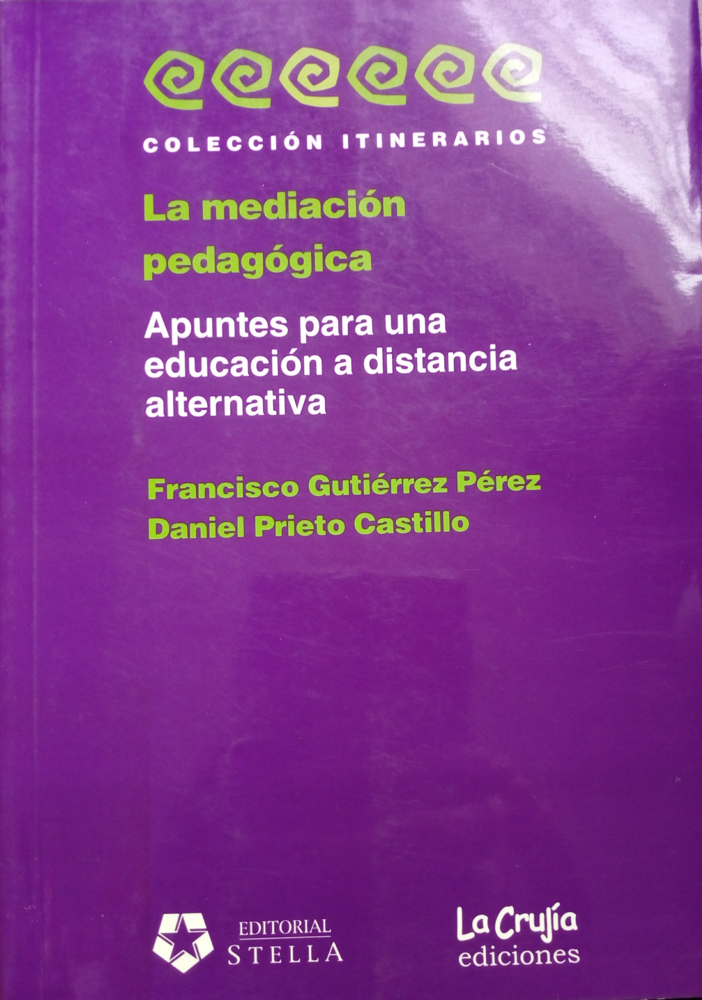 COLECCIÓN ITINERARIOS
La mediación
pedagógica
Apuntes para una
educación a distancia
alternativa
Francisco Gutiérrez Pérez
Daniel Prieto Castillo
EDITORIAL
STELLA
La Crujía
ediciones